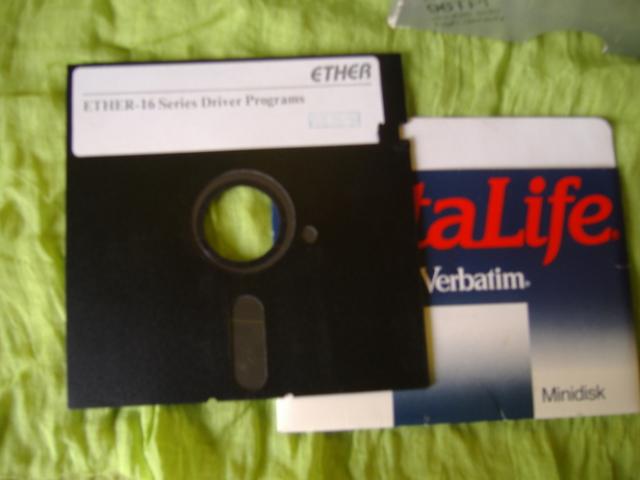 ETHER
ETHER-16 Series Driver Programs
taLife.
Verbatim.
Minidisk